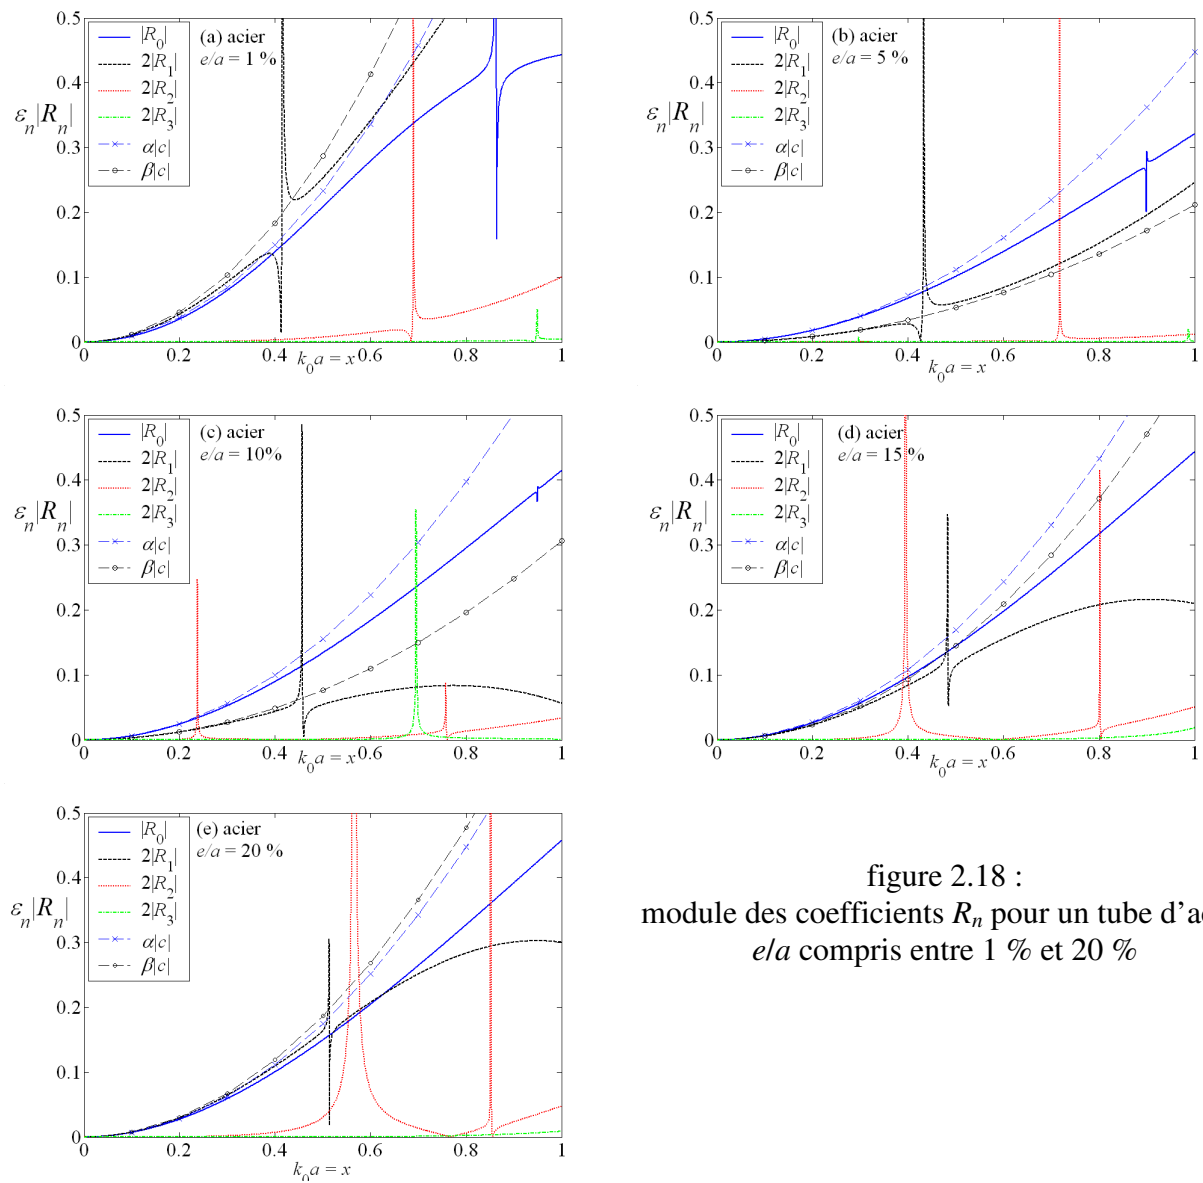 0.5
0.4
0.3
0.2
0.1
0
εₙ|Rₙ|
|R₀|
2|R₁|
2|R₂|
2|R₃|
α|c|
β|c|
(a) acier
e/a = 1 %
0 0.2 0.4 0.6 0.8 1
k₀a = x
0.5
0.4
0.3
0.2
0.1
0
εₙ|Rₙ|
|R₀|
2|R₁|
2|R₂|
2|R₃|
α|c|
β|c|
(b) acier
e/a = 5 %
0 0.2 0.4 0.6 0.8 1
k₀a = x
0.5
0.4
0.3
0.2
0.1
0
εₙ|Rₙ|
|R₀|
2|R₁|
2|R₂|
2|R₃|
α|c|
β|c|
(c) acier
e/a = 10%
0 0.2 0.4 0.6 0.8 1
k₀a = x
0.5
0.4
0.3
0.2
0.1
0
εₙ|Rₙ|
|R₀|
2|R₁|
2|R₂|
2|R₃|
α|c|
β|c|
(d) acier
e/a = 15 %
0 0.2 0.4 0.6 0.8 1
k₀a = x
0.5
0.4
0.3
0.2
0.1
0
εₙ|Rₙ|
|R₀|
2|R₁|
2|R₂|
2|R₃|
α|c|
β|c|
(e) acier
e/a = 20 %
0 0.2 0.4 0.6 0.8 1
k₀a = x
figure 2.18 :
module des coefficients Rₙ pour un tube d'a
e/a compris entre 1 % et 20 %